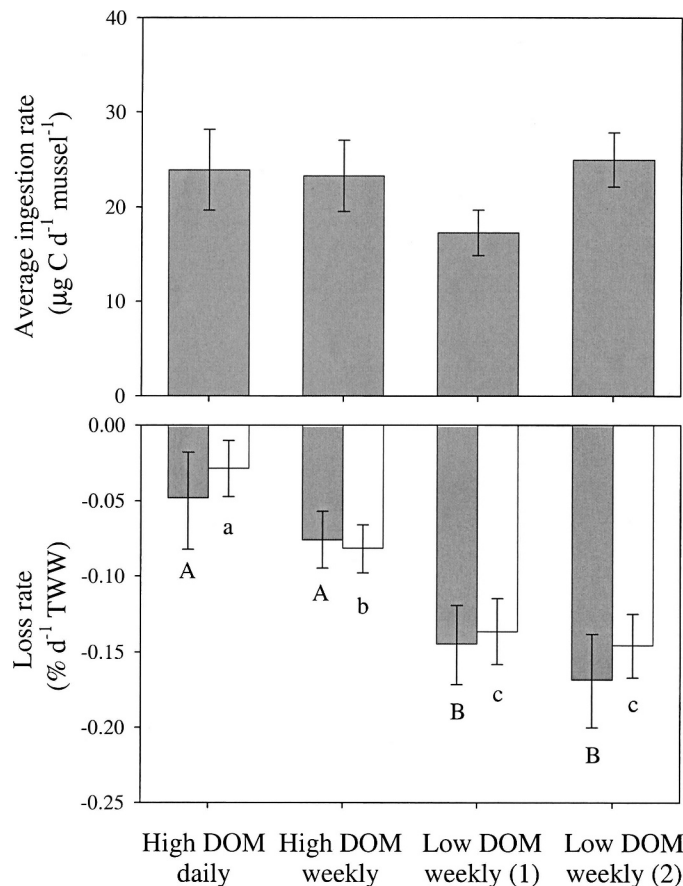 Average ingestion rate
(µg C d⁻¹ mussel⁻¹)
40
30
20
10
0
Loss rate
(% d⁻¹ TWW)
0.00
-0.05
-0.10
-0.15
-0.20
-0.25
A
a
A
b
B
c
B
c
High DOM
daily
High DOM
weekly
Low DOM
weekly (1)
Low DOM
weekly (2)